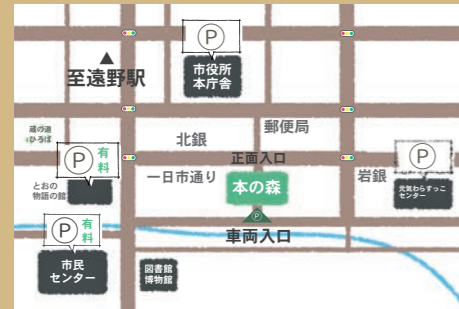 P
市役所
本庁舎
至遠野駅
蔵の道
ひろば
P
有
料
とおの
物語の館
北銀
郵便局
正面入口
一日市通り
本の森
P
車両入口
岩銀
P
元気わらすっこ
センター
P
有
料
市民
センター
図書館
博物館